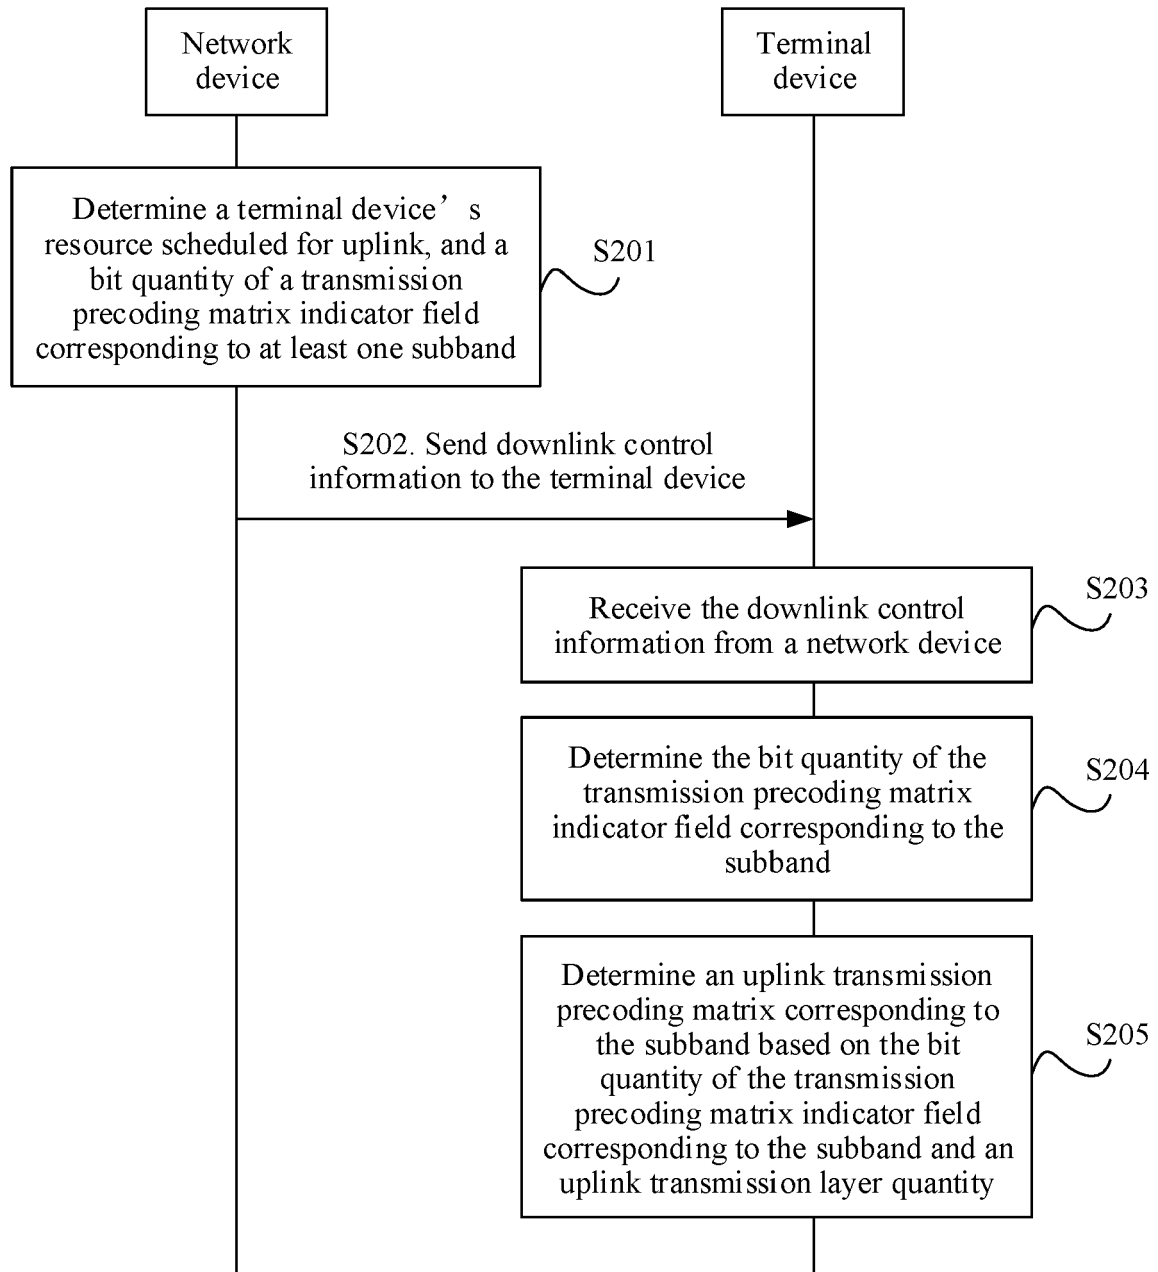 Network
device
Terminal
device
Determine a terminal device’s
resource scheduled for uplink, and a
bit quantity of a transmission
precoding matrix indicator field
corresponding to at least one subband
S201
S202. Send downlink control
information to the terminal device
Receive the downlink control
information from a network device
S203
Determine the bit quantity of the
transmission precoding matrix
indicator field corresponding to the
subband
S204
Determine an uplink transmission
precoding matrix corresponding to
the subband based on the bit
quantity of the transmission
precoding matrix indicator field
corresponding to the subband and an
uplink transmission layer quantity
S205